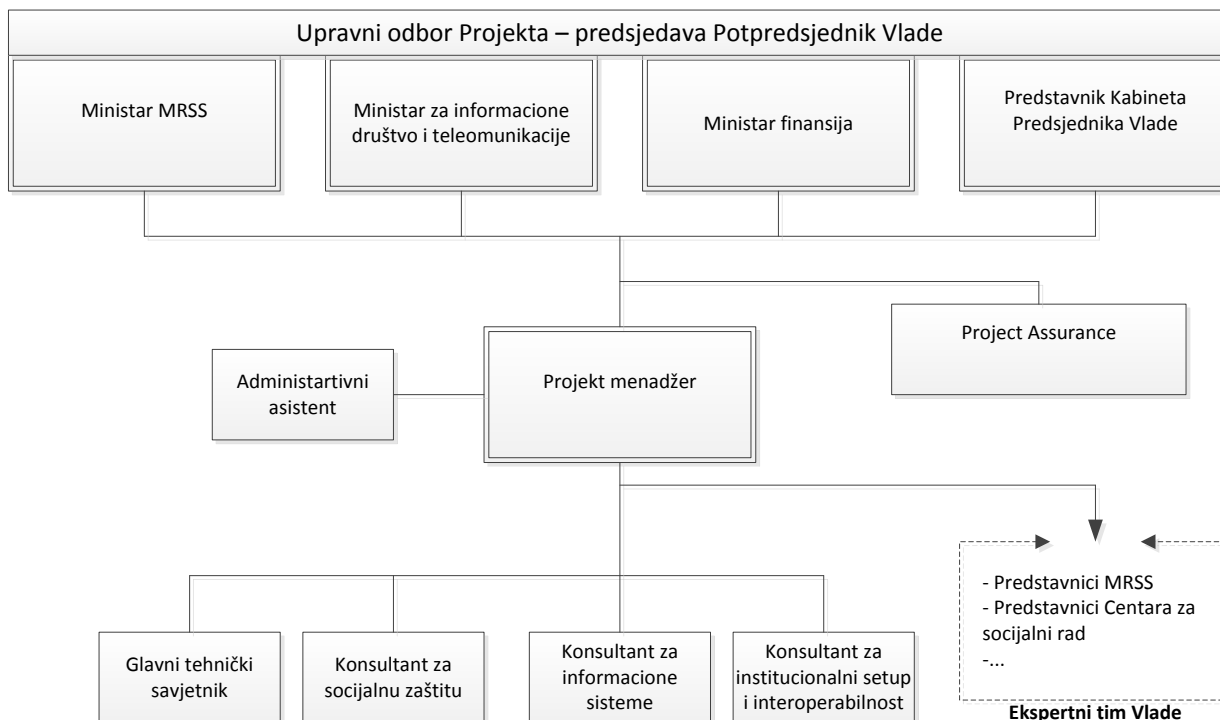 Upravni odbor Projekta – predsjedava Potpredsjednik Vlade
Ministar MRSS
Ministar za informacione
društvo i teleomunikacije
Ministar finansija
Predstavnik Kabineta
Predsjednika Vlade
Project Assurance
Administartivni
asistent
Projekt menadžer
- Predstavnici MRSS
- Predstavnici Centara za
socijalni rad
-...
Ekspertni tim Vlade
Glavni tehnički
savjetnik
Konsultant za
socijalnu zaštitu
Konsultant za
informacione
sisteme
Konsultant za
institucionalni setup
i interoperabilnost